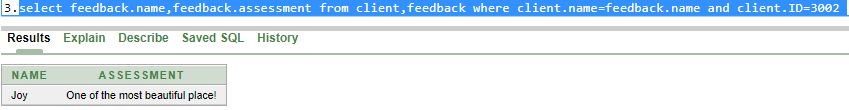 3.select feedback.name,feedback.assessment from client,feedback where client.name=feedback.name and client.ID=3002
Results Explain Describe Saved SQL History
NAME ASSESSMENT
Joy One of the most beautiful place!